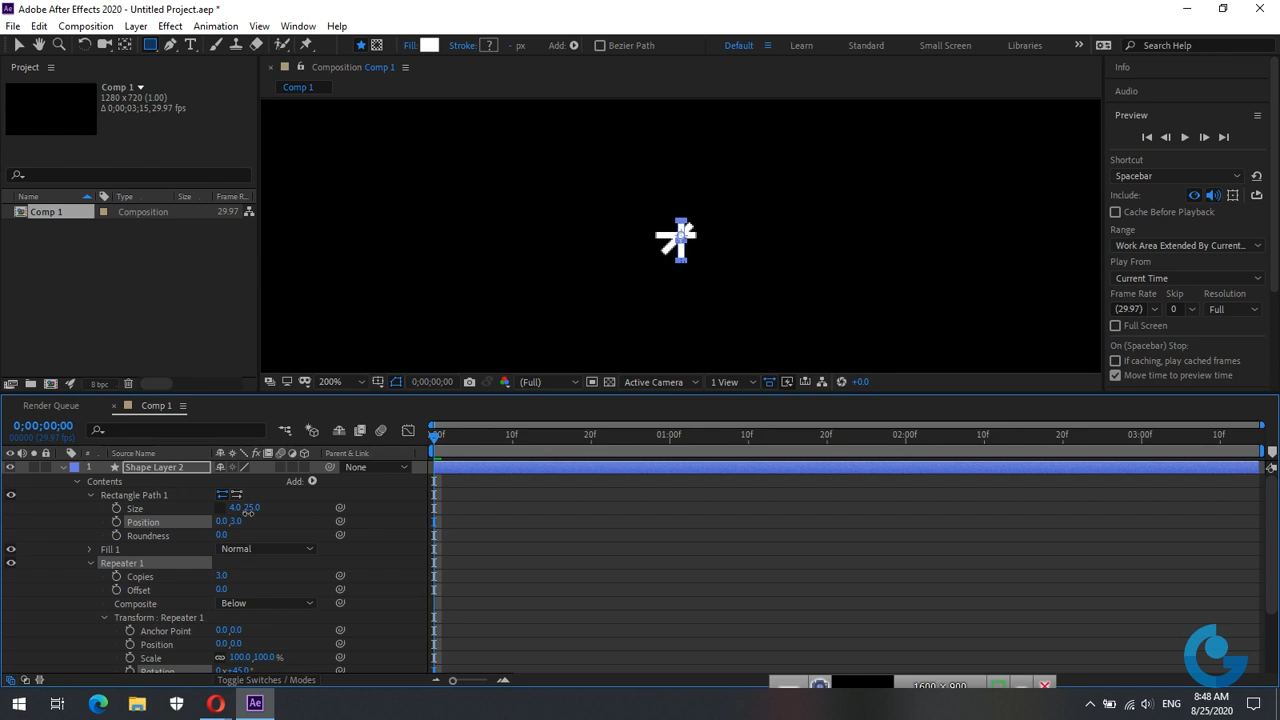 Adobe After Effects 2020 - Untitled Project.aep *
File Edit Composition Layer Effect Animation View Window Help
Fill: Stroke: ? - px Add: Bezier Path Default Learn Standard Small Screen Libraries Search Help
Project
Comp 1
1280 x 720 (1.00)
Δ 0;00;03;15, 29.97 fps
Name Type Size Frame R...
Comp 1 Composition 29.97
8 bpc
Composition Comp 1
Comp 1
200% 0;00;00;00 (Full) Active Camera 1 View +0.0
Info
Audio
Preview
Shortcut
Spacebar
Include:
Cache Before Playback
Range
Work Area Extended By Current...
Play From
Current Time
Frame Rate Skip Resolution
(29.97) 0 Full
Full Screen
On (Spacebar) Stop:
If caching, play cached frames
Move time to preview time
Render Queue Comp 1
0;00;00;00
00000 (29.97 fps)
# Source Name Parent & Link
10f 20f 01:00f 10f 20f 02:00f 10f 20f 03:00f 10f
1 Shape Layer 2 None
Contents Add:
Rectangle Path 1
Size 4.0,25.0
Position 0.0,3.0
Roundness 0.0
Fill 1 Normal
Repeater 1
Copies 3.0
Offset 0.0
Composite Below
Transform : Repeater 1
Anchor Point 0.0,0.0
Position 0.0,0.0
Scale 100.0,100.0 %
Rotation 0 x+45.0°
Toggle Switches / Modes
1600 x 900
Ae
ENG
8:48 AM
8/25/2020